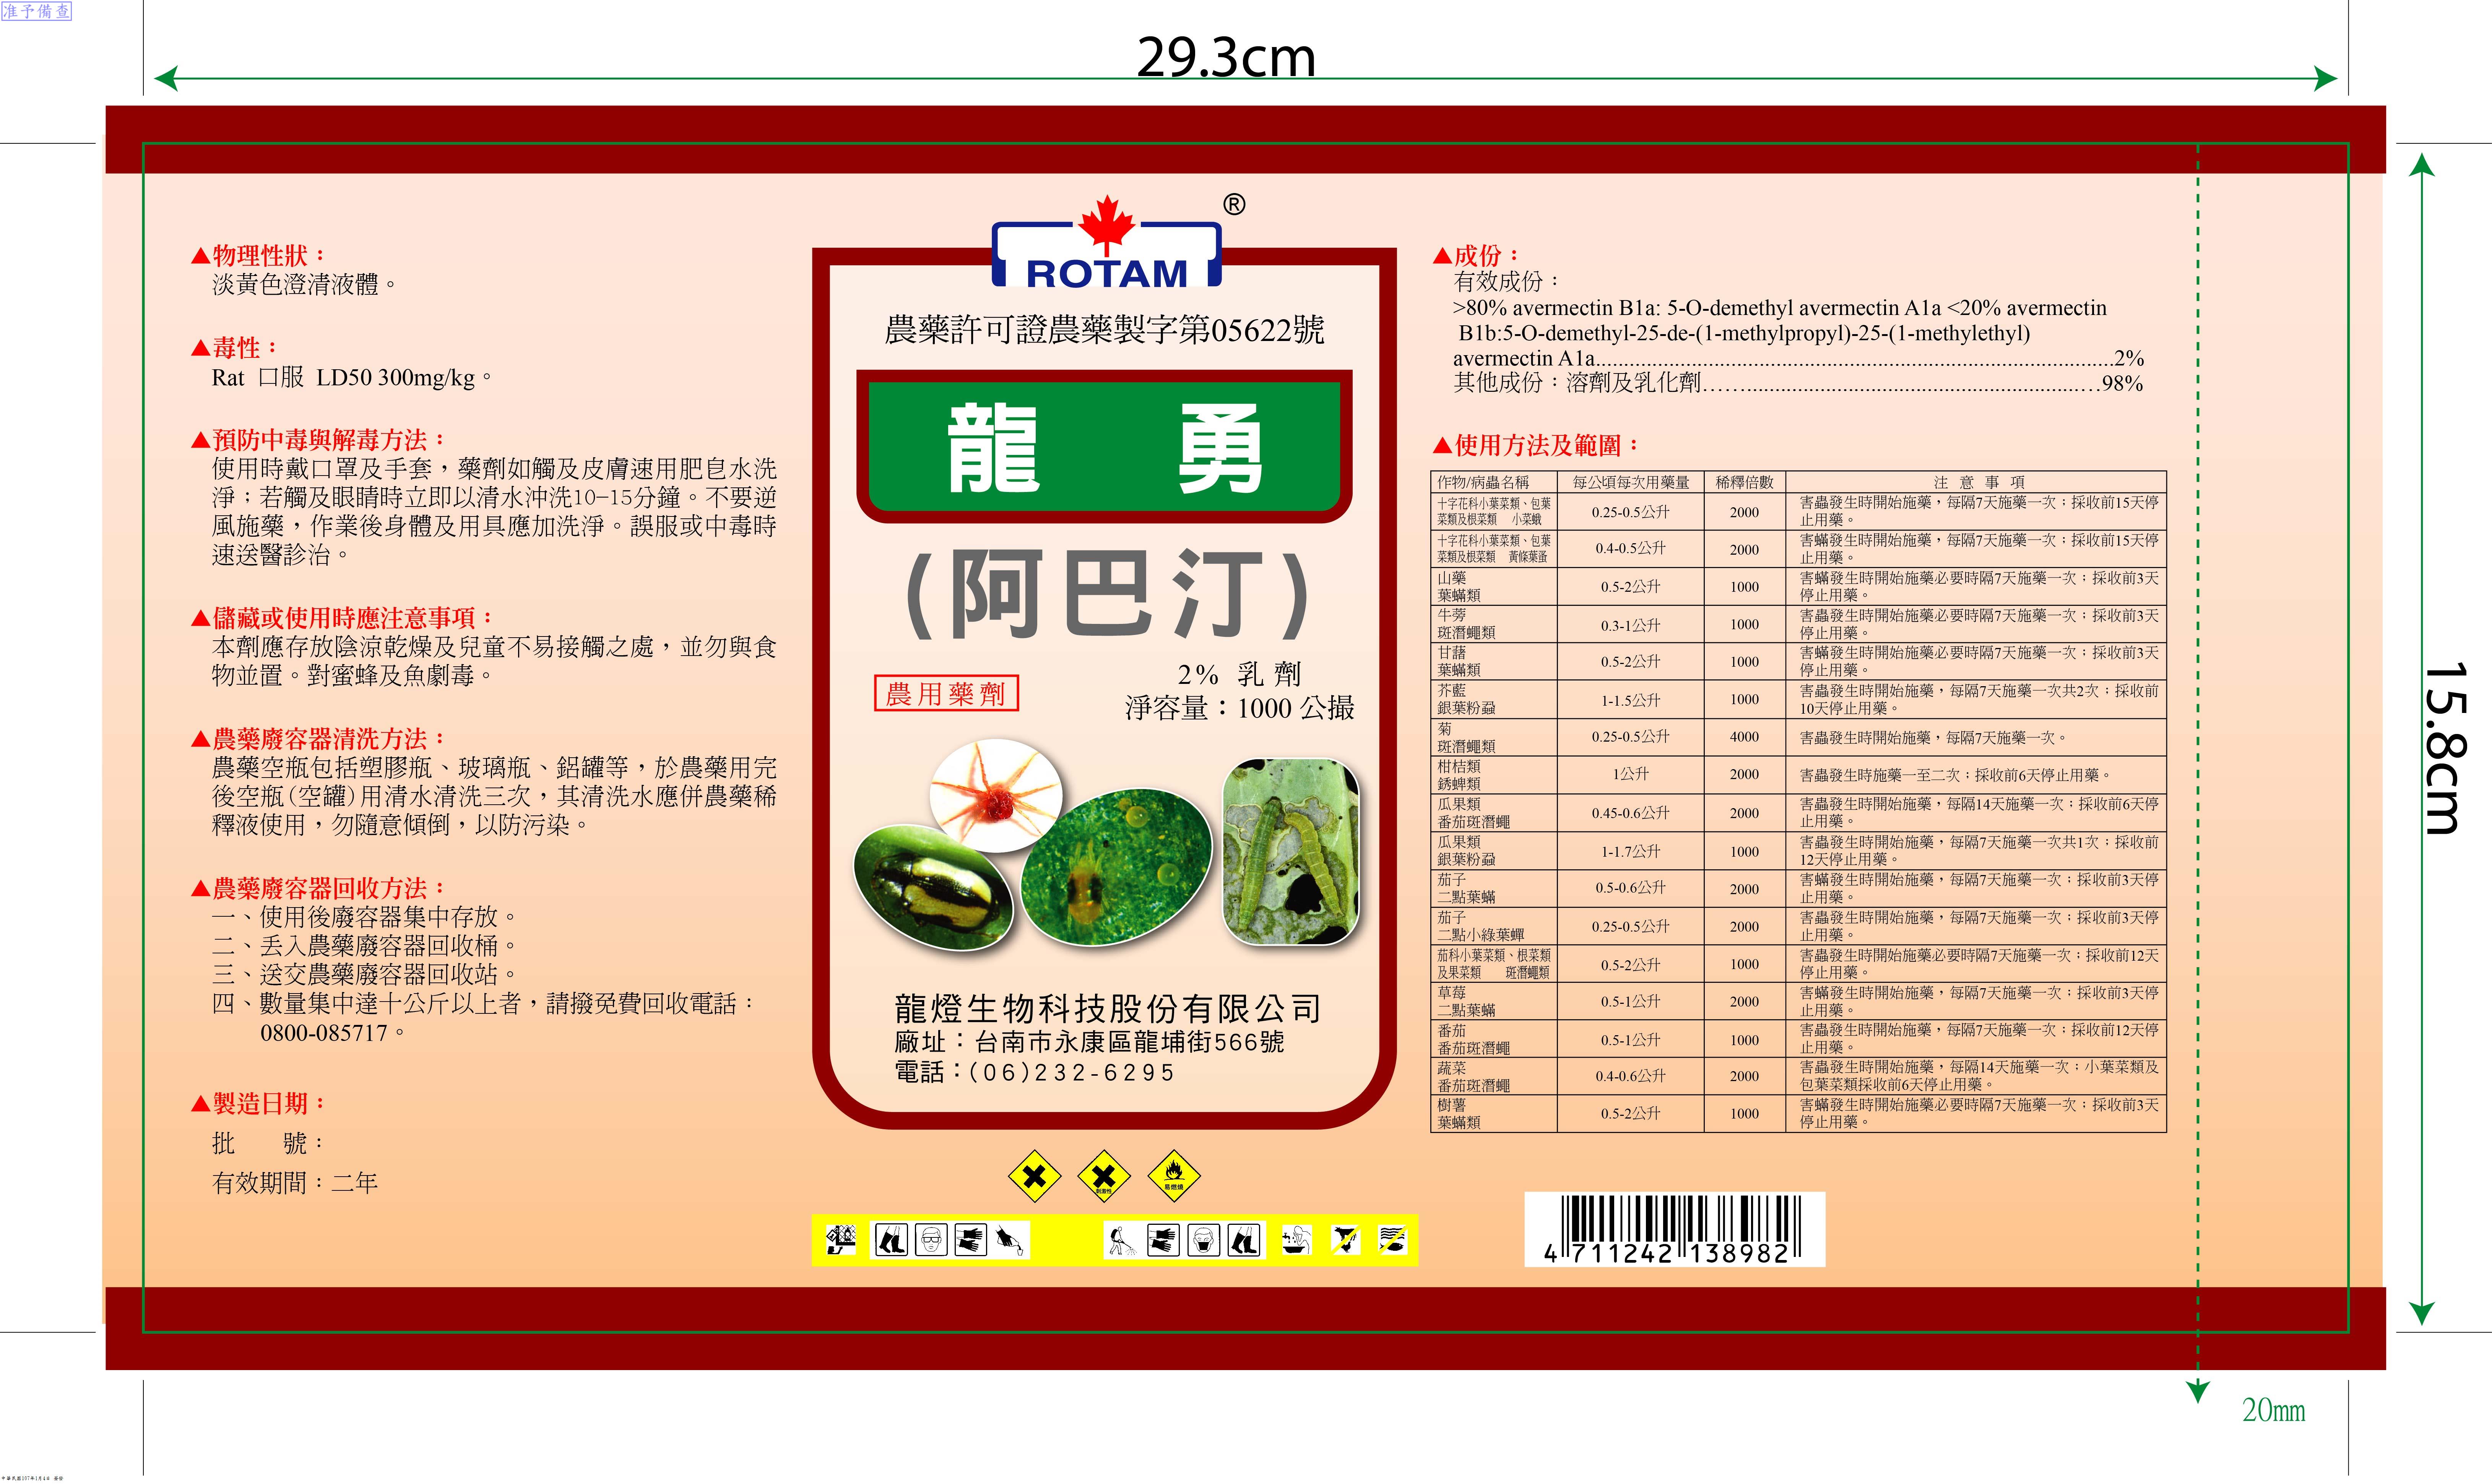 准予備查
29.3cm
▲物理性狀：
淡黃色澄清液體。
▲毒性：
Rat 口服 LD50 300mg/kg。
▲預防中毒與解毒方法：
使用時戴口罩及手套，藥劑如觸及皮膚速用肥皂水洗
淨；若觸及眼睛時立即以清水沖洗10-15分鐘。不要逆
風施藥，作業後身體及用具應加洗淨。誤服或中毒時
速送醫診治。
▲儲藏或使用時應注意事項：
本劑應存放陰涼乾燥及兒童不易接觸之處，並勿與食
物並置。對蜜蜂及魚劇毒。
▲農藥廢容器清洗方法：
農藥空瓶包括塑膠瓶、玻璃瓶、鋁罐等，於農藥用完
後空瓶(空罐)用清水清洗三次，其清洗水應併農藥稀
釋液使用，勿隨意傾倒，以防污染。
▲農藥廢容器回收方法：
一、使用後廢容器集中存放。
二、丟入農藥廢容器回收桶。
三、送交農藥廢容器回收站。
四、數量集中達十公斤以上者，請撥免費回收電話：
0800-085717。
▲製造日期：
批　　號：
有效期間：二年
ROTAM ®
農藥許可證農藥製字第05622號
龍 勇
(阿巴汀)
2% 乳劑
農用藥劑
淨容量：1000 公撮
龍燈生物科技股份有限公司
廠址：台南市永康區龍埔街566號
電話：(06)232-6295
刺激性
易燃燒
▲成份：
有效成份：
>80% avermectin B1a: 5-O-demethyl avermectin A1a <20% avermectin
B1b:5-O-demethyl-25-de-(1-methylpropyl)-25-(1-methylethyl)
avermectin A1a..........2%
其他成份：溶劑及乳化劑..........98%
▲使用方法及範圍：
作物/病蟲名稱 每公頃每次用藥量 稀釋倍數 注意事項
十字花科小葉菜類、包葉
菜類及根菜類 小菜蛾 0.25-0.5公升 2000 害蟲發生時開始施藥，每隔7天施藥一次；採收前15天停
止用藥。
十字花科小葉菜類、包葉
菜類及根菜類 黃條葉蚤 0.4-0.5公升 2000 害蟎發生時開始施藥，每隔7天施藥一次；採收前15天停
止用藥。
山藥
葉蟎類 0.5-2公升 1000 害蟎發生時開始施藥必要時隔7天施藥一次；採收前3天
停止用藥。
牛蒡
斑潛蠅類 0.3-1公升 1000 害蟲發生時開始施藥必要時隔7天施藥一次；採收前3天
停止用藥。
甘藷
葉蟎類 0.5-2公升 1000 害蟎發生時開始施藥必要時隔7天施藥一次；採收前3天
停止用藥。
芥藍
銀葉粉蝨 1-1.5公升 1000 害蟲發生時開始施藥，每隔7天施藥一次共2次；採收前
10天停止用藥。
菊
斑潛蠅類 0.25-0.5公升 4000 害蟲發生時開始施藥，每隔7天施藥一次。
柑桔類
銹蜱類 1公升 2000 害蟲發生時施藥一至二次；採收前6天停止用藥。
瓜果類
番茄斑潛蠅 0.45-0.6公升 2000 害蟲發生時開始施藥，每隔14天施藥一次；採收前6天停
止用藥。
瓜果類
銀葉粉蝨 1-1.7公升 1000 害蟲發生時開始施藥，每隔7天施藥一次共1次；採收前
12天停止用藥。
茄子
二點葉蟎 0.5-0.6公升 2000 害蟎發生時開始施藥，每隔7天施藥一次；採收前3天停
止用藥。
茄子
二點小綠葉蟬 0.25-0.5公升 2000 害蟲發生時開始施藥，每隔7天施藥一次；採收前3天停
止用藥。
茄科小葉菜類、根菜類
及果菜類 斑潛蠅類 0.5-2公升 1000 害蟲發生時開始施藥必要時隔7天施藥一次；採收前12天
停止用藥。
草莓
二點葉蟎 0.5-1公升 2000 害蟎發生時開始施藥，每隔7天施藥一次；採收前3天停
止用藥。
番茄
番茄斑潛蠅 0.5-1公升 1000 害蟲發生時開始施藥，每隔7天施藥一次；採收前12天停
止用藥。
蔬菜
番茄斑潛蠅 0.4-0.6公升 2000 害蟲發生時開始施藥，每隔14天施藥一次；小葉菜類及
包葉菜類採收前6天停止用藥。
樹薯
葉蟎類 0.5-2公升 1000 害蟎發生時開始施藥必要時隔7天施藥一次；採收前3天
停止用藥。
4 711242 138982
15.8cm
20mm